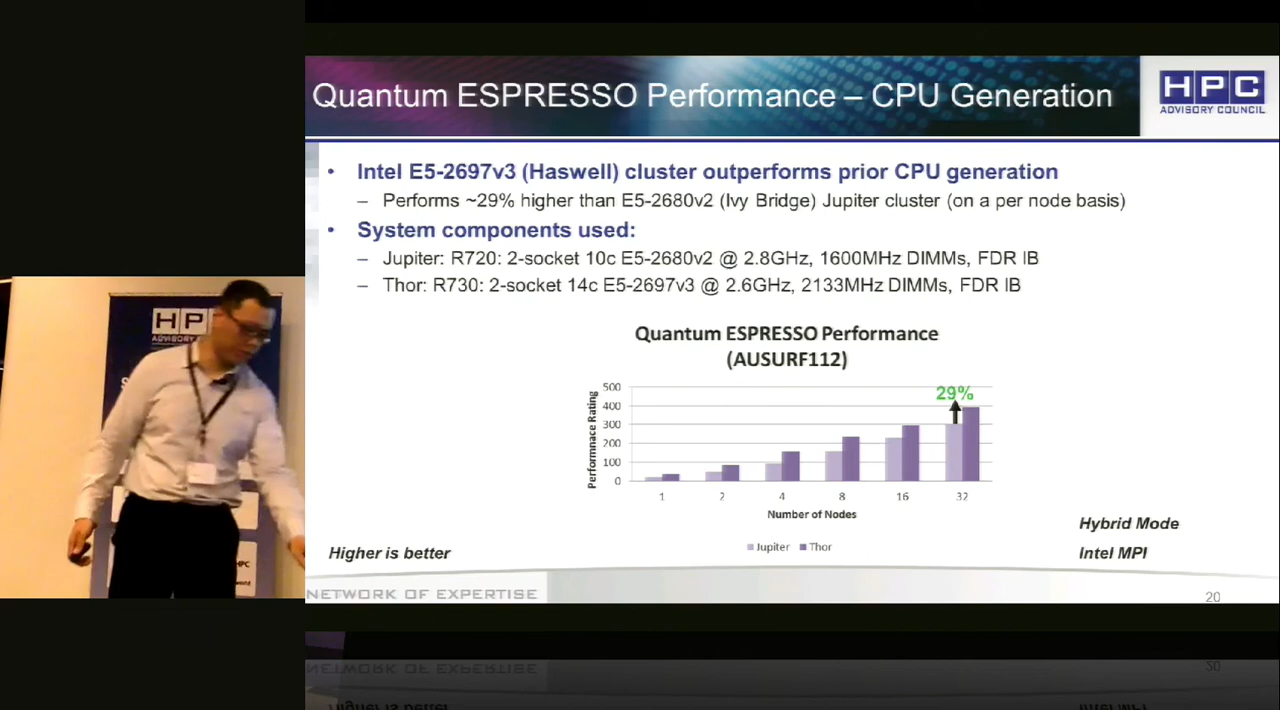 Quantum ESPRESSO Performance – CPU Generation
HPC
ADVISORY COUNCIL
• Intel E5-2697v3 (Haswell) cluster outperforms prior CPU generation
– Performs ~29% higher than E5-2680v2 (Ivy Bridge) Jupiter cluster (on a per node basis)
• System components used:
– Jupiter: R720: 2-socket 10c E5-2680v2 @ 2.8GHz, 1600MHz DIMMs, FDR IB
– Thor: R730: 2-socket 14c E5-2697v3 @ 2.6GHz, 2133MHz DIMMs, FDR IB
Quantum ESPRESSO Performance
(AUSURF112)
Performnace Rating
500
400
300
200
100
0
29%
1 2 4 8 16 32
Number of Nodes
Jupiter Thor
Higher is better
Hybrid Mode
Intel MPI
NETWORK OF EXPERTISE
20
HP
ADVISORY
HPC